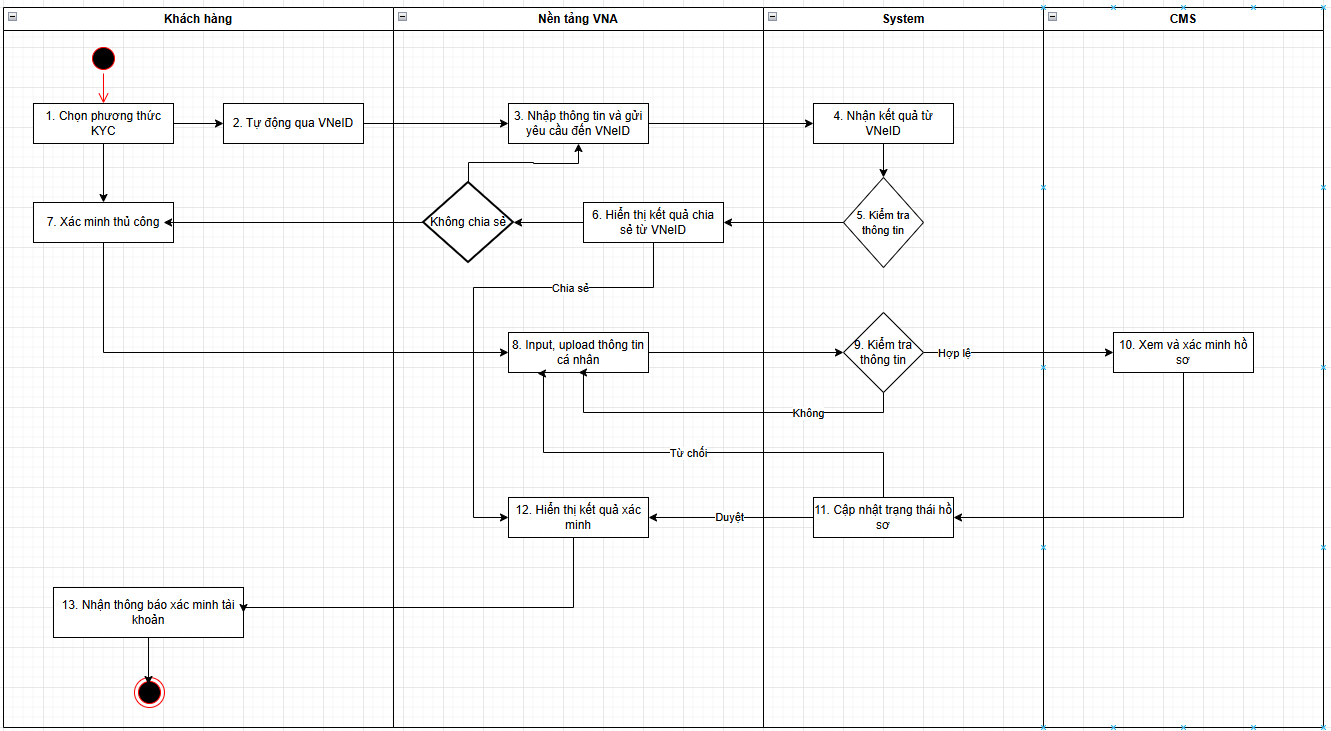 Khách hàng
Nền tảng VNA
System
CMS
1. Chọn phương thức
KYC
2. Tự động qua VNeID
3. Nhập thông tin và gửi
yêu cầu đến VNeID
4. Nhận kết quả từ
VNeID
7. Xác minh thủ công
Không chia sẻ
6. Hiển thị kết quả chia
sẻ từ VNeID
5. Kiểm tra
thông tin
Chia sẻ
8. Input, upload thông tin
cá nhân
9. Kiểm tra
thông tin
Hợp lệ
10. Xem và xác minh hồ
sơ
Không
Từ chối
12. Hiển thị kết quả xác
minh
Duyệt
11. Cập nhật trạng thái hồ
sơ
13. Nhận thông báo xác minh tài
khoản